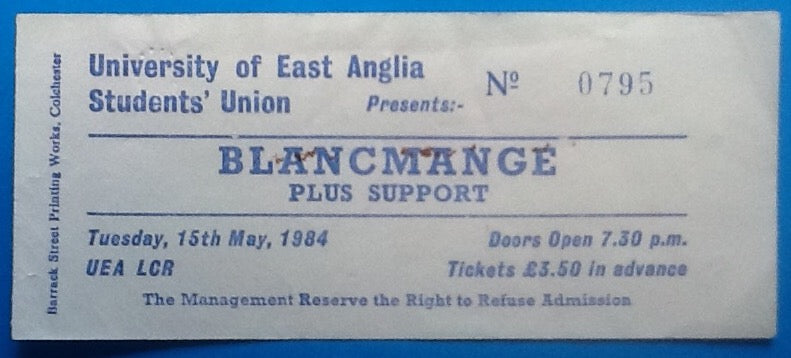 University of East Anglia
Students' Union Presents:-
Nº 0795
BLANCMANGE
PLUS SUPPORT
Tuesday, 15th May, 1984
Doors Open 7.30 p.m.
UEA LCR
Tickets £3.50 in advance
The Management Reserve the Right to Refuse Admission
Barrack Street Printing Works, Colchester